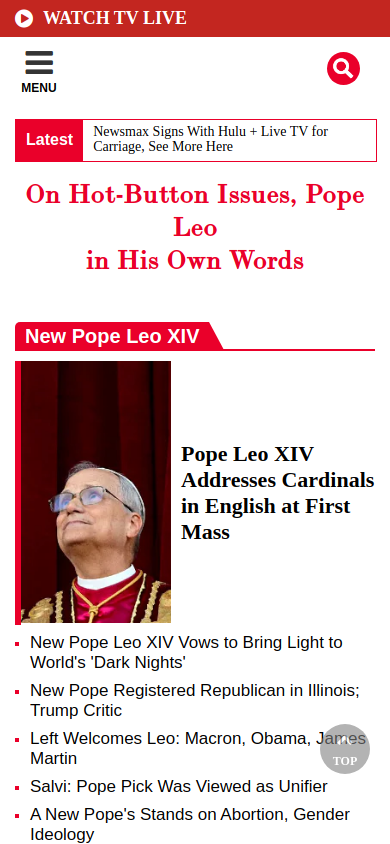 WATCH TV LIVE
MENU
Latest
Newsmax Signs With Hulu + Live TV for
Carriage, See More Here
On Hot-Button Issues, Pope
Leo
in His Own Words
New Pope Leo XIV
Pope Leo XIV
Addresses Cardinals
in English at First
Mass
New Pope Leo XIV Vows to Bring Light to
World's 'Dark Nights'
New Pope Registered Republican in Illinois;
Trump Critic
Left Welcomes Leo: Macron, Obama, James
Martin
TOP
Salvi: Pope Pick Was Viewed as Unifier
A New Pope's Stands on Abortion, Gender
Ideology